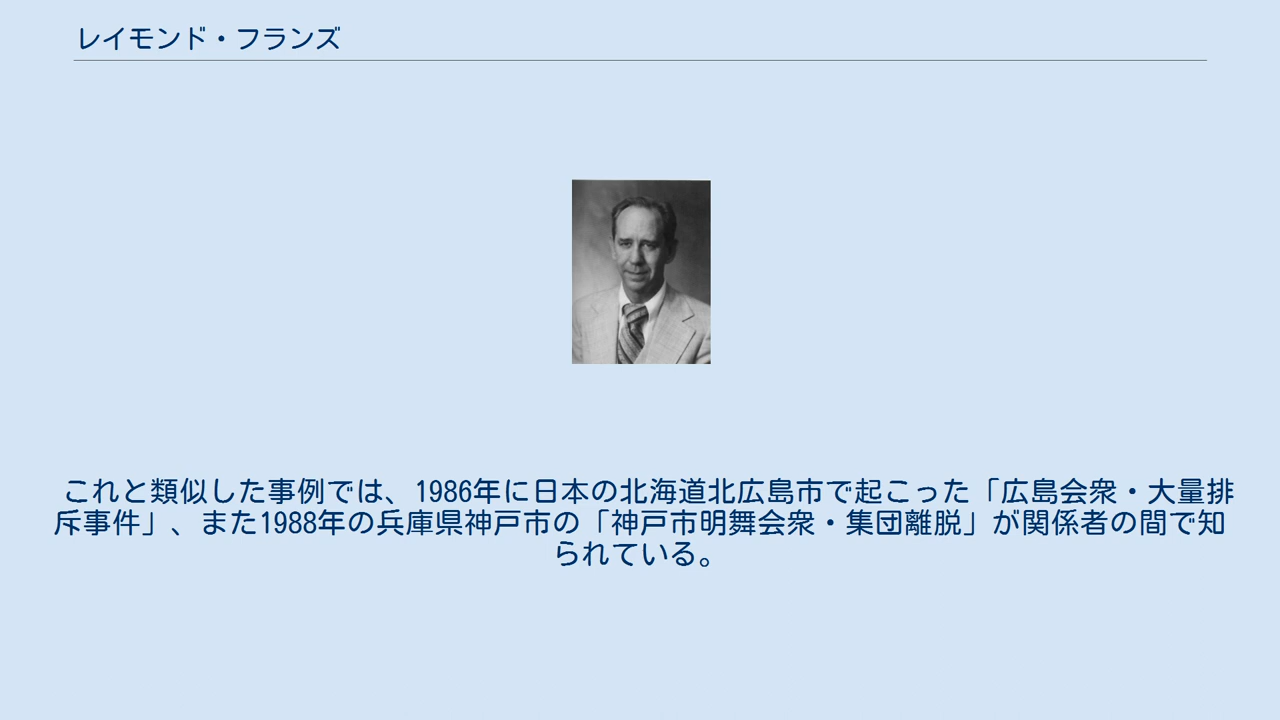 レイモンド・フランズ
これと類似した事例では、1986年に日本の北海道北広島市で起こった「広島会衆・大量排
斥事件」、また1988年の兵庫県神戸市の「神戸市明舞会衆・集団離脱」が関係者の間で知
られている。